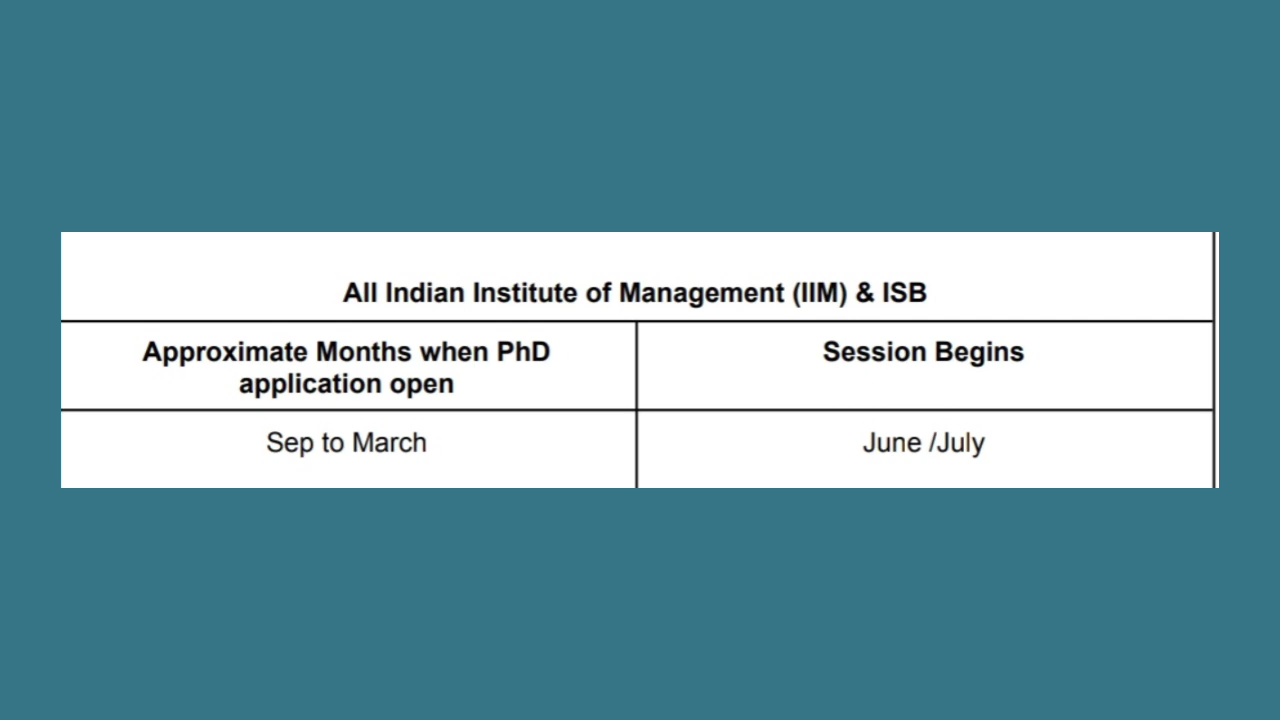 All Indian Institute of Management (IIM) & ISB
Approximate Months when PhD
application open
Session Begins
Sep to March
June /July